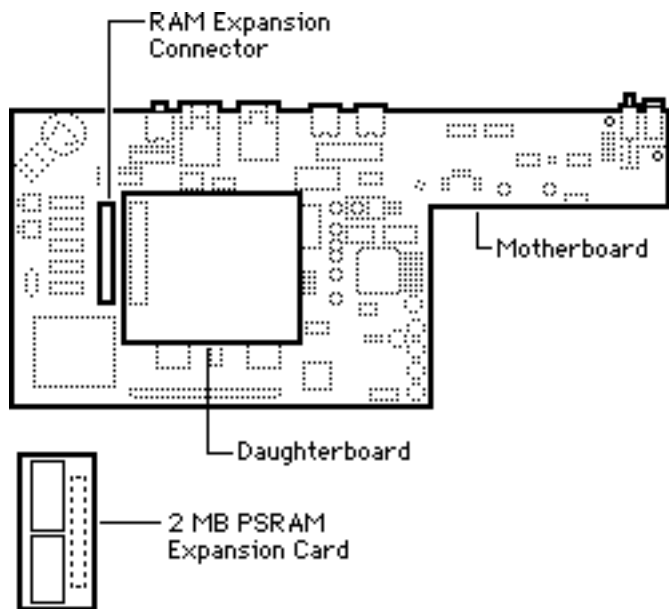 RAM Expansion
Connector
Motherboard
Daughterboard
2 MB PSRAM
Expansion Card